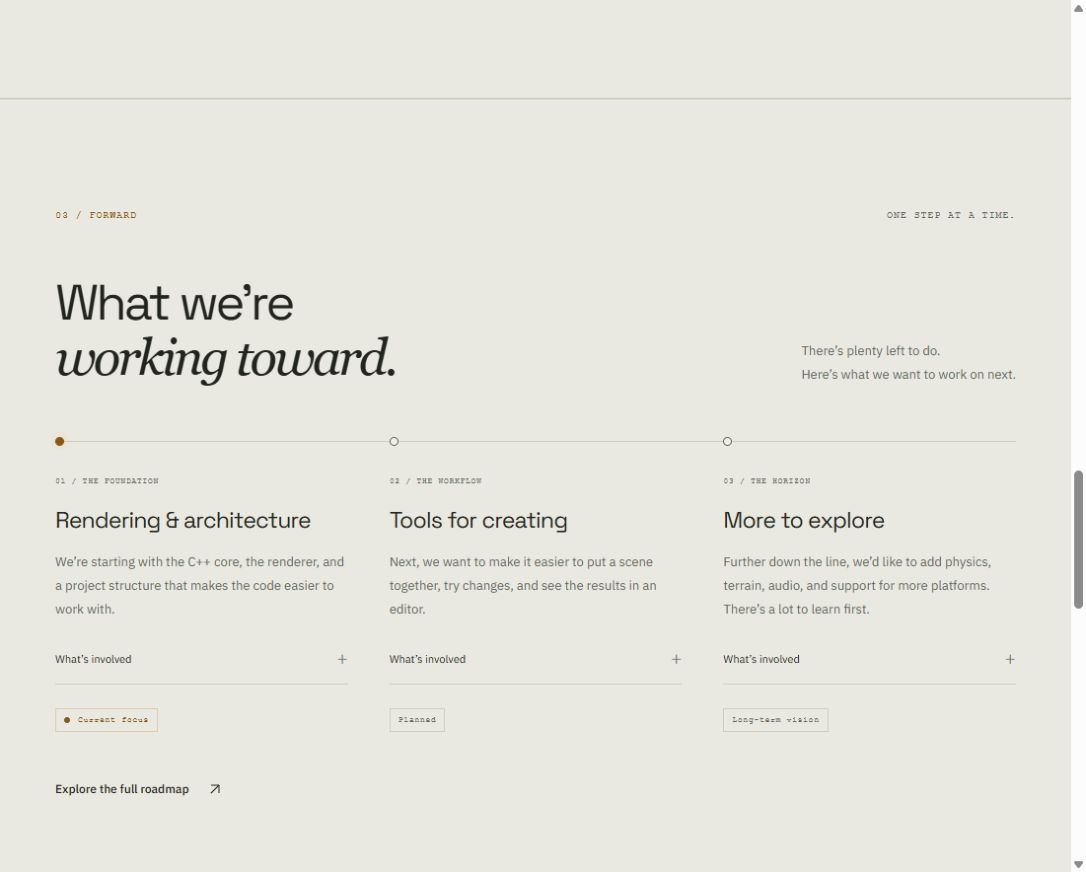 03 / FORWARD
ONE STEP AT A TIME.
What we’re
working toward.
There’s plenty left to do.
Here’s what we want to work on next.
01 / THE FOUNDATION
Rendering & architecture
We’re starting with the C++ core, the renderer, and
a project structure that makes the code easier to
work with.
What’s involved
Current focus
02 / THE WORKFLOW
Tools for creating
Next, we want to make it easier to put a scene
together, try changes, and see the results in an
editor.
What’s involved
Planned
03 / THE HORIZON
More to explore
Further down the line, we’d like to add physics,
terrain, audio, and support for more platforms.
There’s a lot to learn first.
What’s involved
Long-term vision
Explore the full roadmap